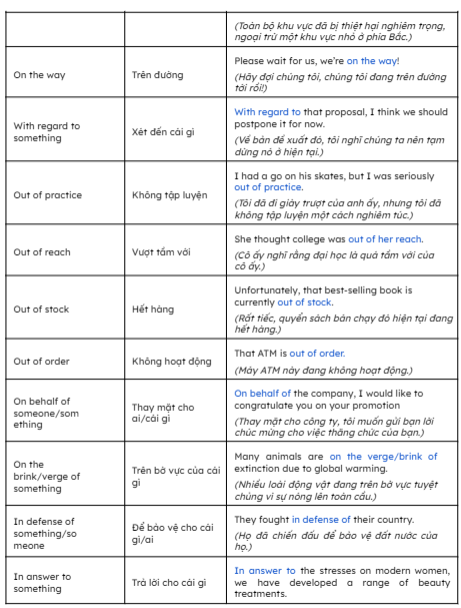 (Toàn bộ khu vực đã bị thiệt hại nghiêm trọng,
ngoại trừ một khu vực nhỏ ở phía Bắc.)
On the way
Trên đường
Please wait for us, we're on the way!
(Hãy đợi chúng tôi, chúng tôi đang trên đường
tới rồi!)
With regard to
something
Xét đến cái gì
With regard to that proposal, I think we should
postpone it for now.
(Về bản đề xuất đó, tôi nghĩ chúng ta nên tạm
dừng nó ở hiện tại.)
Out of practice
Không tập luyện
I had a go on his skates, but I was seriously
out of practice.
(Tôi đã đi giày trượt của anh ấy, nhưng tôi đã
không tập luyện một cách nghiêm túc.)
Out of reach
Vượt tầm với
She thought college was out of her reach.
(Cô ấy nghĩ rằng đại học là quá tầm với của
cô ấy.)
Out of stock
Hết hàng
Unfortunately, that best-selling book is
currently out of stock.
(Rất tiếc, quyển sách bán chạy đó hiện tại đang
hết hàng.)
Out of order
Không hoạt động
That ATM is out of order.
(Máy ATM này đang không hoạt động.)
On behalf of
someone/som
ething
Thay mặt cho
ai/cái gì
On behalf of the company, I would like to
congratulate you on your promotion
(Thay mặt cho công ty, tôi muốn gửi bạn lời
chúc mừng cho việc thăng chức của bạn.)
On the
brink/verge of
something
Trên bờ vực của cái
gì
Many animals are on the verge/brink of
extinction due to global warming.
(Nhiều loài động vật đang trên bờ vực tuyệt
chủng vì sự nóng lên toàn cầu.)
In defense of
something/so
meone
Để bảo vệ cho cái
gì/ai
They fought in defense of their country.
(Họ đã chiến đấu để bảo vệ đất nước của
họ.)
In answer to
something
Trả lời cho cái gì
In answer to the stresses on modern women,
we have developed a range of beauty
treatments.